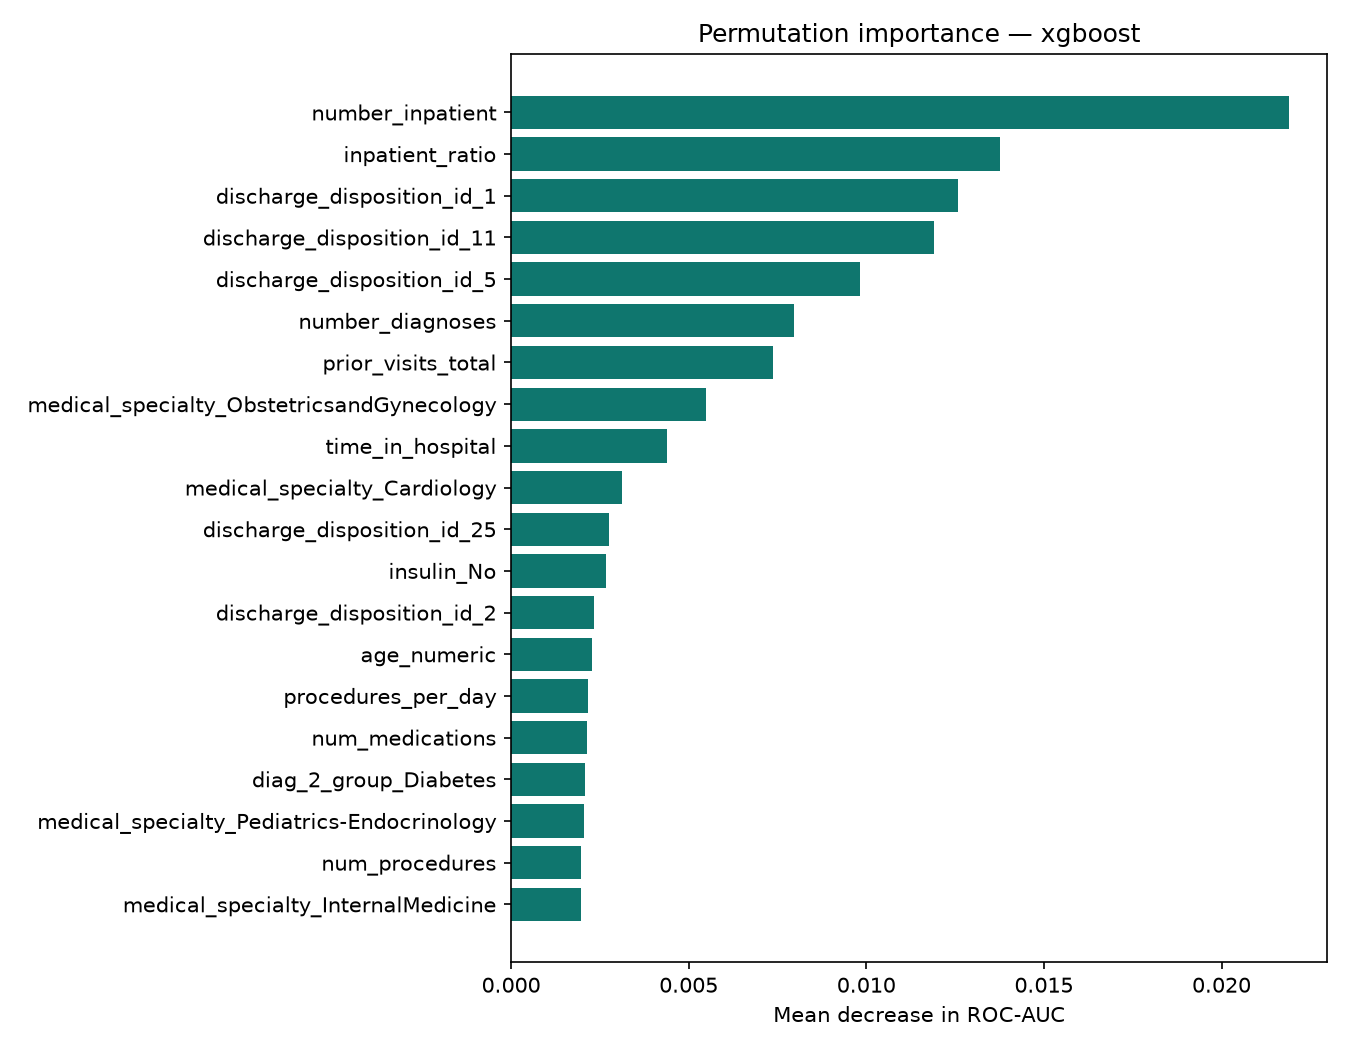 Permutation importance — xgboost
number_inpatient
inpatient_ratio
discharge_disposition_id_1
discharge_disposition_id_11
discharge_disposition_id_5
number_diagnoses
prior_visits_total
medical_specialty_ObstetricsandGynecology
time_in_hospital
medical_specialty_Cardiology
discharge_disposition_id_25
insulin_No
discharge_disposition_id_2
age_numeric
procedures_per_day
num_medications
diag_2_group_Diabetes
medical_specialty_Pediatrics-Endocrinology
num_procedures
medical_specialty_InternalMedicine
0.000 0.005 0.010 0.015 0.020
Mean decrease in ROC-AUC